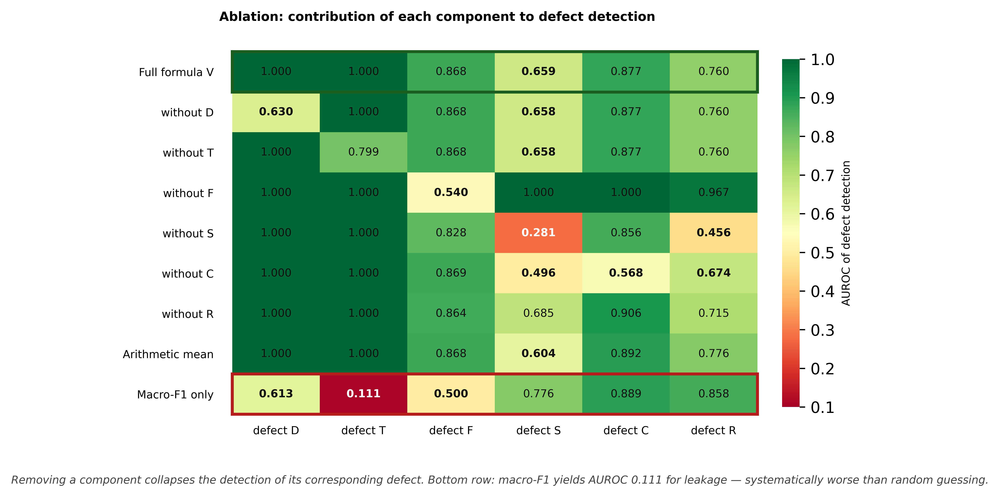 Ablation: contribution of each component to defect detection
Full formula V 1.000 1.000 0.868 0.659 0.877 0.760
without D 0.630 1.000 0.868 0.658 0.877 0.760
without T 1.000 0.799 0.868 0.658 0.877 0.760
without F 1.000 1.000 0.540 1.000 1.000 0.967
without S 1.000 1.000 0.828 0.281 0.856 0.456
without C 1.000 1.000 0.869 0.496 0.568 0.674
without R 1.000 1.000 0.864 0.685 0.906 0.715
Arithmetic mean 1.000 1.000 0.868 0.604 0.892 0.776
Macro-F1 only 0.613 0.111 0.500 0.776 0.889 0.858
defect D defect T defect F defect S defect C defect R
1.0
0.9
0.8
0.7
0.6
0.5
0.4
0.3
0.2
0.1
AUROC of defect detection
Removing a component collapses the detection of its corresponding defect. Bottom row: macro-F1 yields AUROC 0.111 for leakage — systematically worse than random guessing.